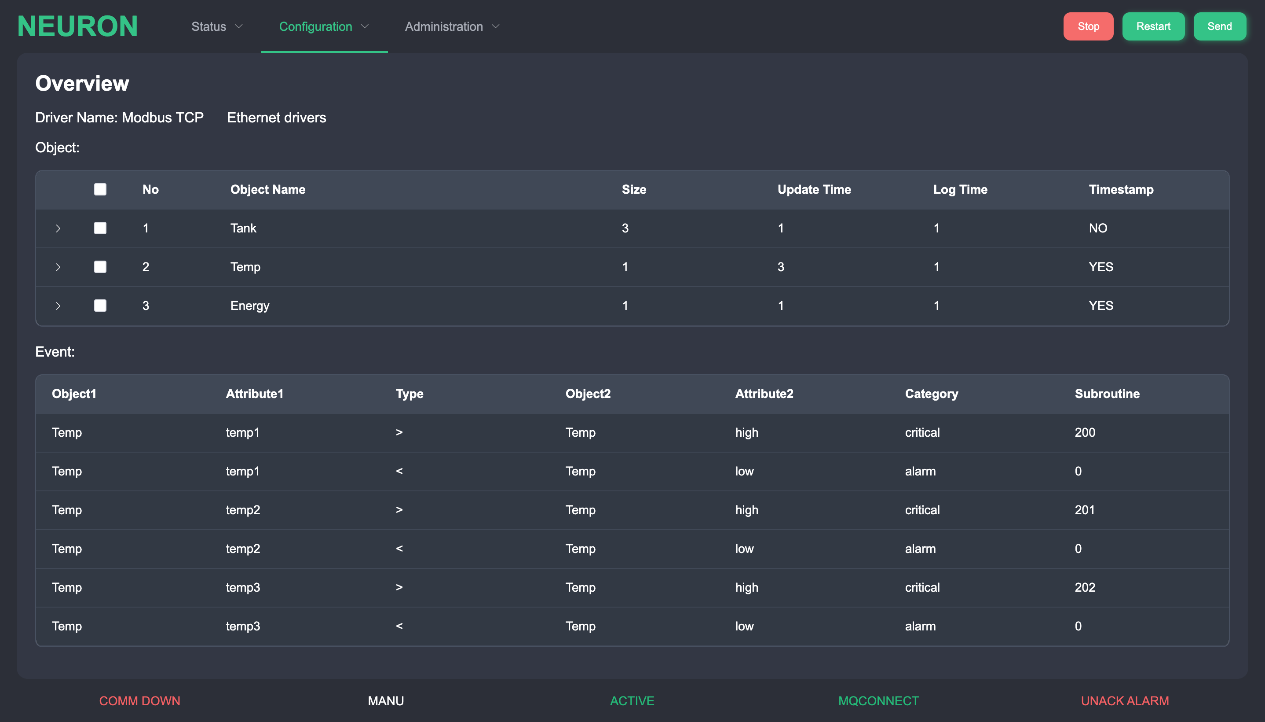 NEURON Status Configuration Administration Stop Restart Send
Overview
Driver Name: Modbus TCP Ethernet drivers
Object:
No Object Name Size Update Time Log Time Timestamp
1 Tank 3 1 1 NO
2 Temp 1 3 1 YES
3 Energy 1 1 1 YES
Event:
Object1 Attribute1 Type Object2 Attribute2 Category Subroutine
Temp temp1 > Temp high critical 200
Temp temp1 < Temp low alarm 0
Temp temp2 > Temp high critical 201
Temp temp2 < Temp low alarm 0
Temp temp3 > Temp high critical 202
Temp temp3 < Temp low alarm 0
COMM DOWN MANU ACTIVE MQCONNECT UNACK ALARM